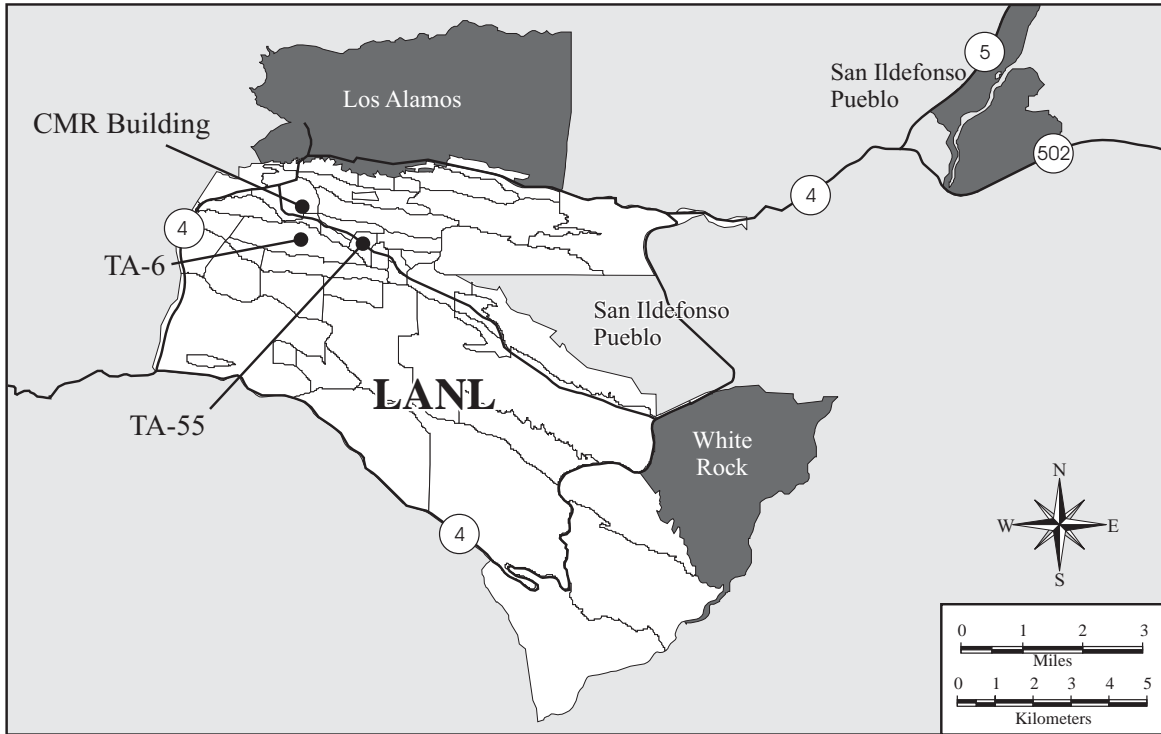 5
San Ildefonso
Pueblo
Los Alamos
CMR Building
502
4
4
TA-6
San Ildefonso
Pueblo
LANL
TA-55
White
Rock
4
N
W
E
S
0 1 2 3
Miles
0 1 2 3 4 5
Kilometers